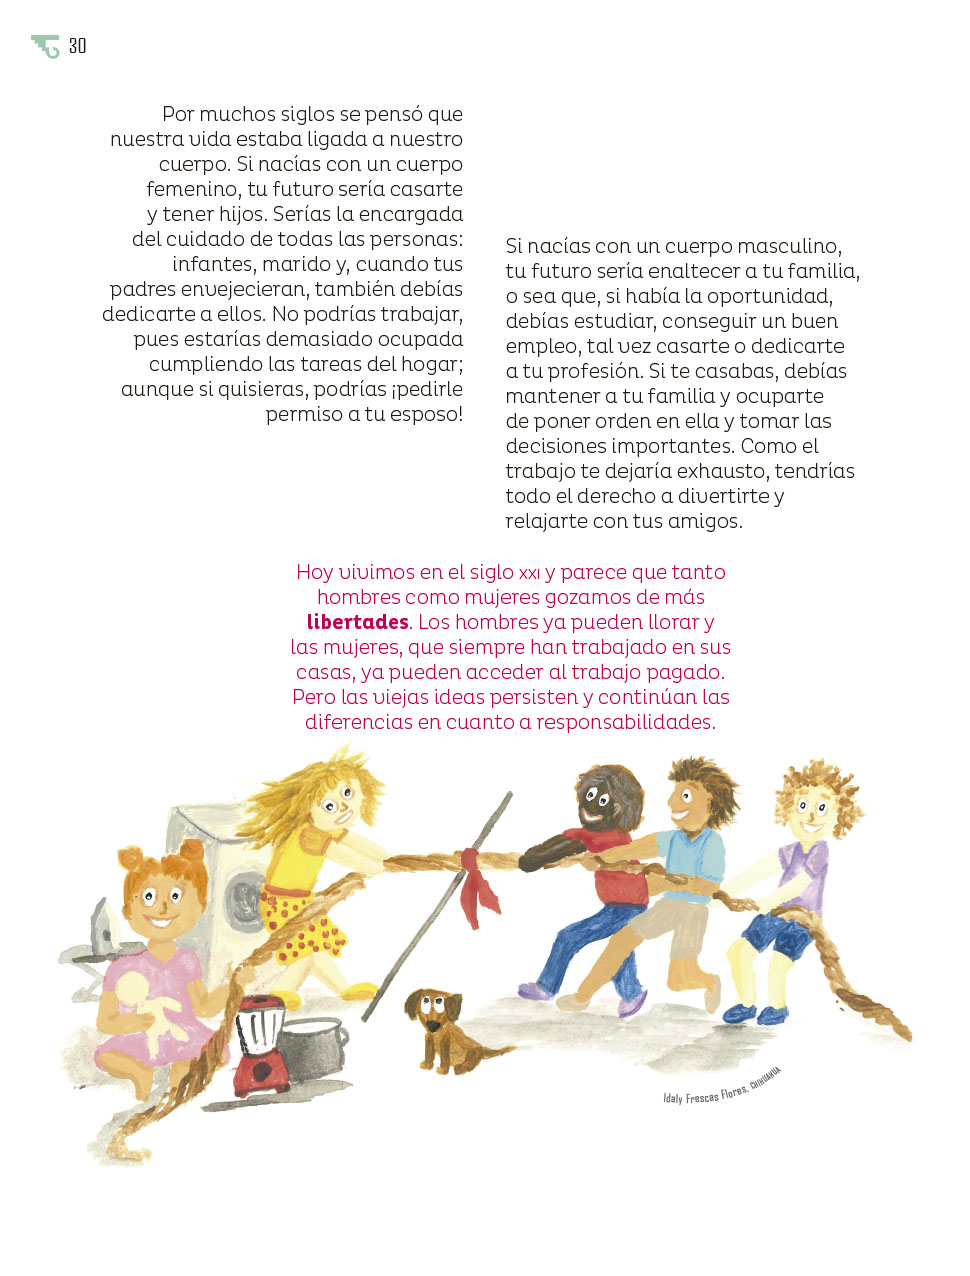 30
Por muchos siglos se pensó que
nuestra vida estaba ligada a nuestro
cuerpo. Si nacías con un cuerpo
femenino, tu futuro sería casarte
y tener hijos. Serías la encargada
del cuidado de todas las personas:
infantes, marido y, cuando tus
padres envejecieran, también debías
dedicarte a ellos. No podrías trabajar,
pues estarías demasiado ocupada
cumpliendo las tareas del hogar;
aunque si quisieras, podrías ¡pedirle
permiso a tu esposo!
Si nacías con un cuerpo masculino,
tu futuro sería enaltecer a tu familia,
o sea que, si había la oportunidad,
debías estudiar, conseguir un buen
empleo, tal vez casarte o dedicarte
a tu profesión. Si te casabas, debías
mantener a tu familia y ocuparte
de poner orden en ella y tomar las
decisiones importantes. Como el
trabajo te dejaría exhausto, tendrías
todo el derecho a divertirte y
relajarte con tus amigos.
Hoy vivimos en el siglo XXI y parece que tanto
hombres como mujeres gozamos de más
libertades. Los hombres ya pueden llorar y
las mujeres, que siempre han trabajado en sus
casas, ya pueden acceder al trabajo pagado.
Pero las viejas ideas persisten y continúan las
diferencias en cuanto a responsabilidades.
Idaly Frescas Flores, CHIHUAHUA